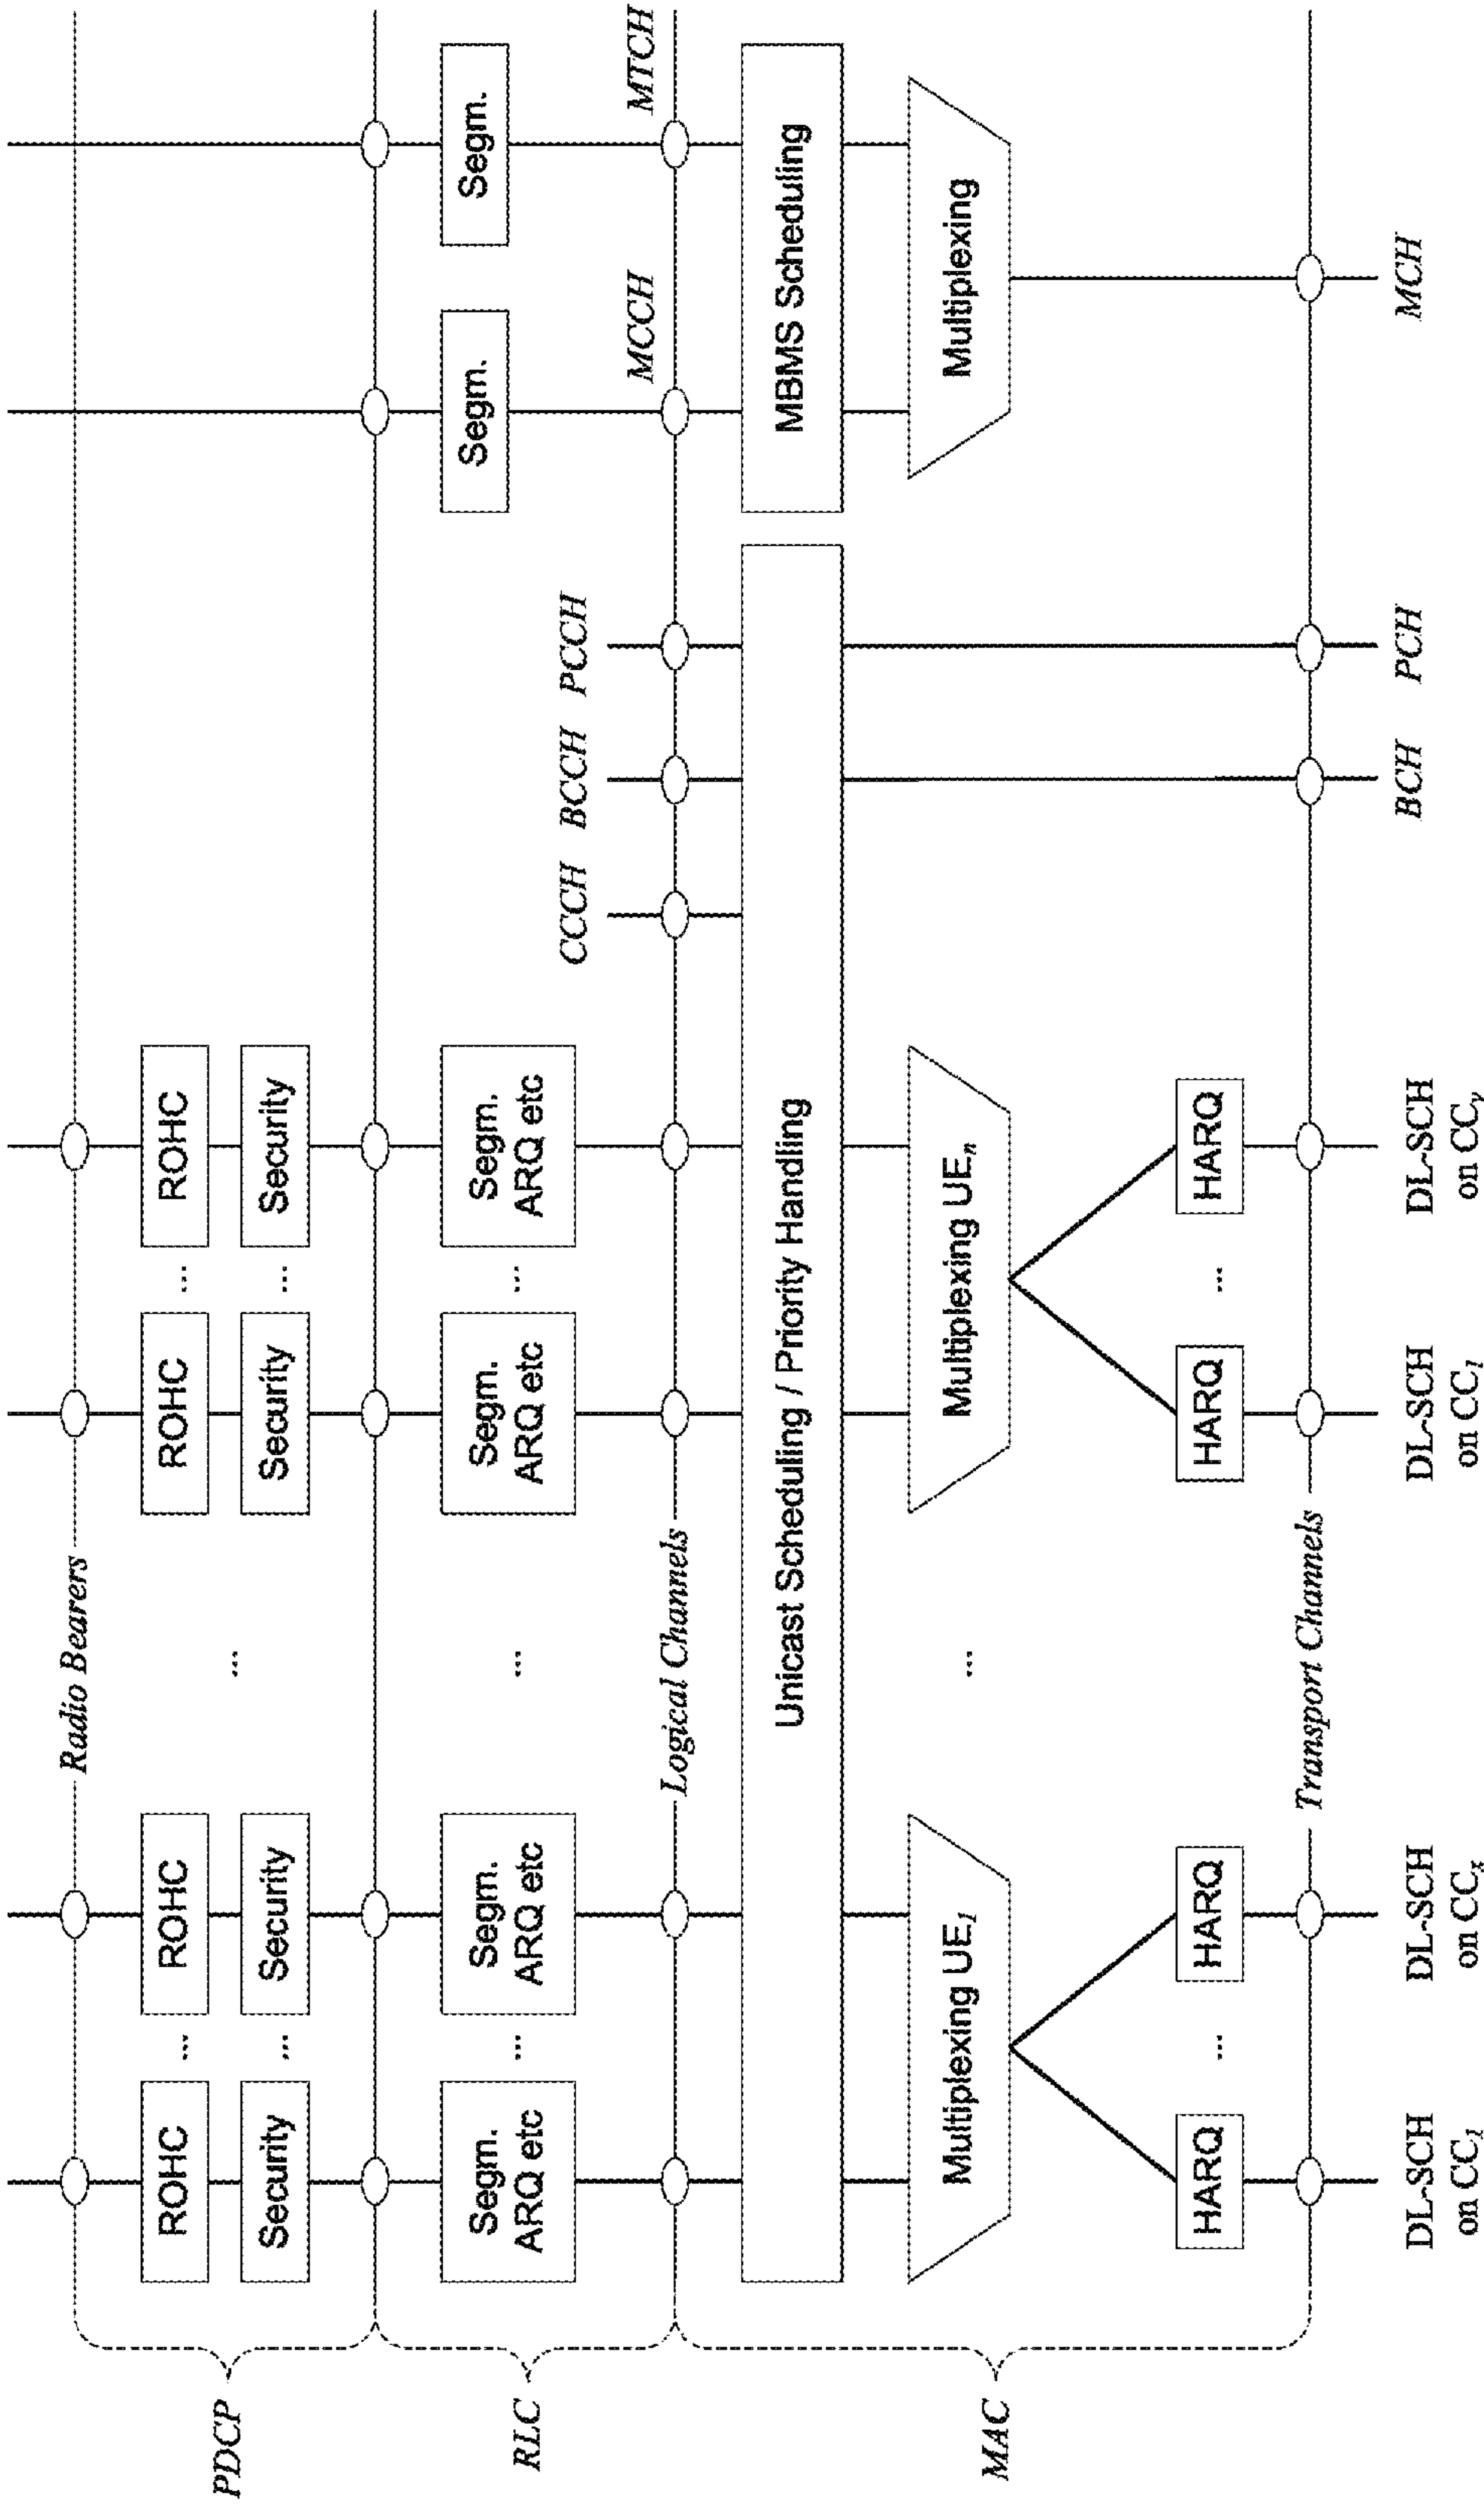 Radio Bearers
PDCP
ROHC
...
ROHC
ROHC
...
ROHC
...
Security
...
Security
Security
...
Security
RLC
Segm.
ARQ etc
...
Segm.
ARQ etc
...
Segm.
ARQ etc
...
Segm.
ARQ etc
Segm.
Segm.
Logical Channels
CCCH
BCCH
PCCH
MCCH
MTCH
MAC
Unicast Scheduling / Priority Handling
MBMS Scheduling
Multiplexing UE1
...
Multiplexing UEn
Multiplexing
HARQ
...
HARQ
HARQ
...
HARQ
Transport Channels
DL-SCH
on CC1
DL-SCH
on CCx
DL-SCH
on CC1
DL-SCH
on CCy
BCH
PCH
MCH